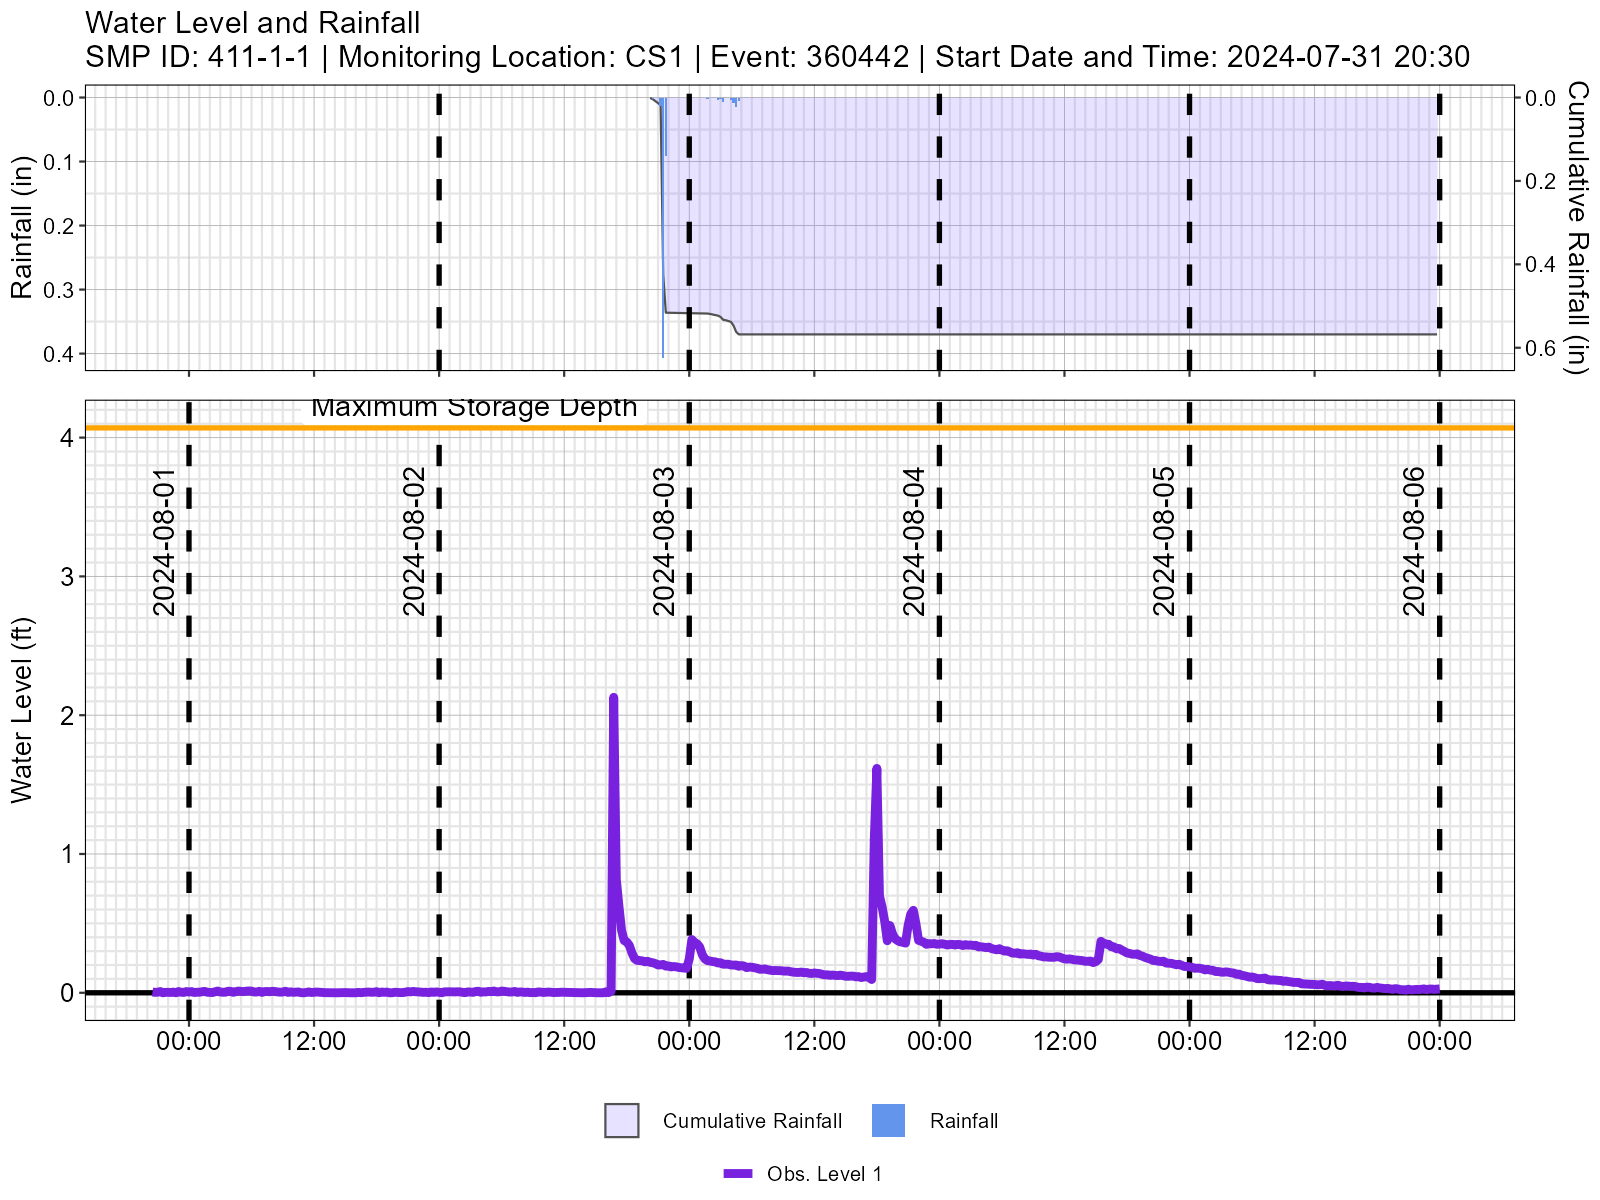 Water Level and Rainfall
SMP ID: 411-1-1 | Monitoring Location: CS1 | Event: 360442 | Start Date and Time: 2024-07-31 20:30
Rainfall (in)
0.0
0.1
0.2
0.3
0.4
0.0
0.2
0.4
0.6
Cumulative Rainfall (in)
Maximum Storage Depth
Water Level (ft)
4
3
2
1
0
2024-08-01
2024-08-02
2024-08-03
2024-08-04
2024-08-05
2024-08-06
00:00 12:00 00:00 12:00 00:00 12:00 00:00 12:00 00:00 12:00 00:00
Cumulative Rainfall Rainfall
Obs. Level 1